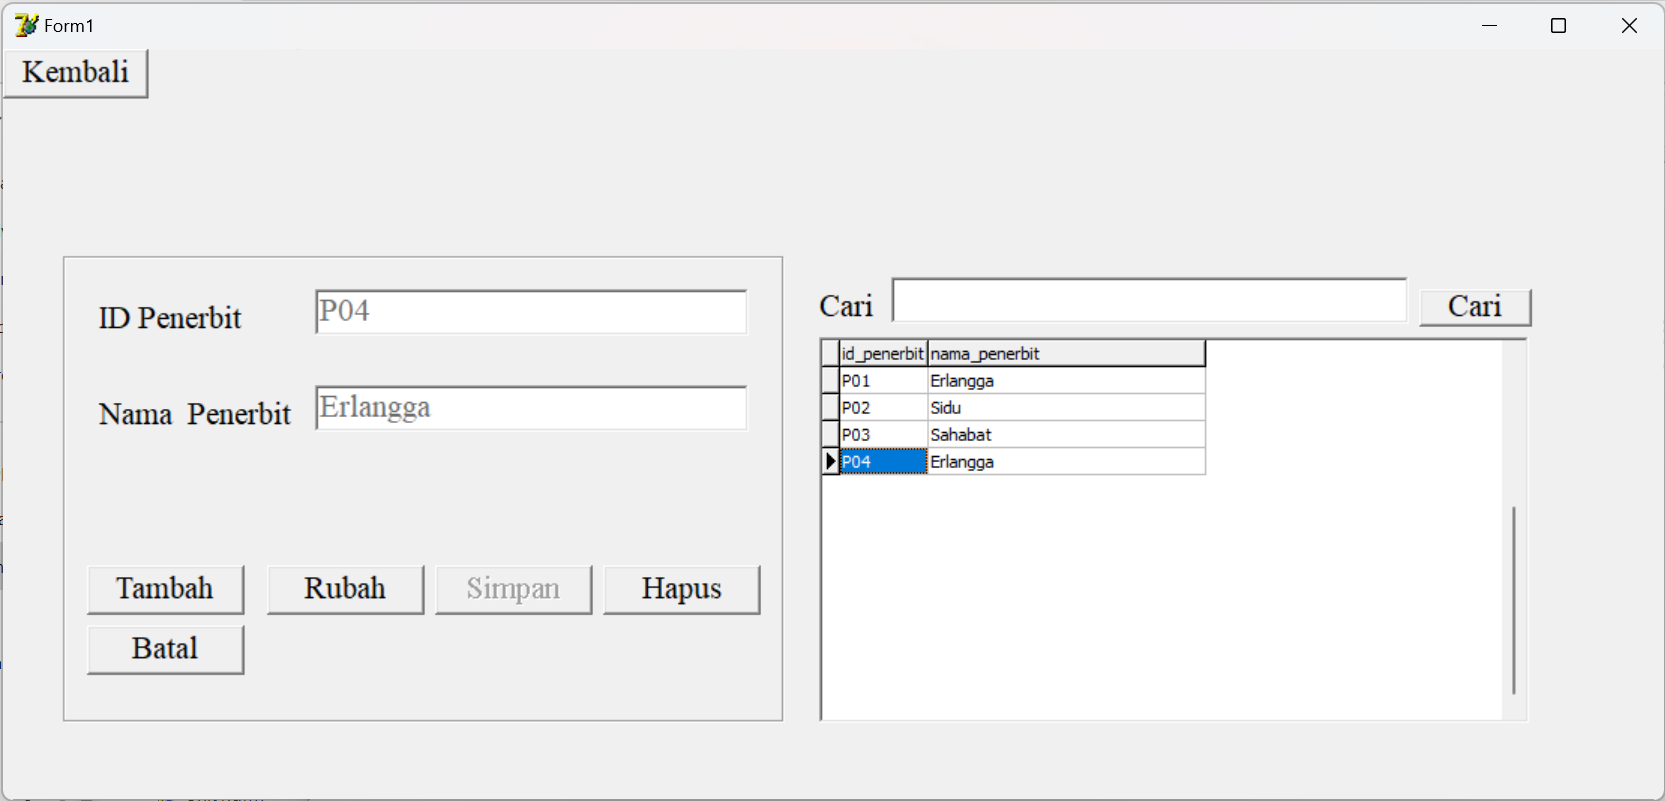 Form1
Kembali
ID Penerbit
P04
Nama Penerbit
Erlangga
Tambah
Rubah
Simpan
Hapus
Batal
Cari
Cari
id_penerbit nama_penerbit
P01 Erlangga
P02 Sidu
P03 Sahabat
P04 Erlangga